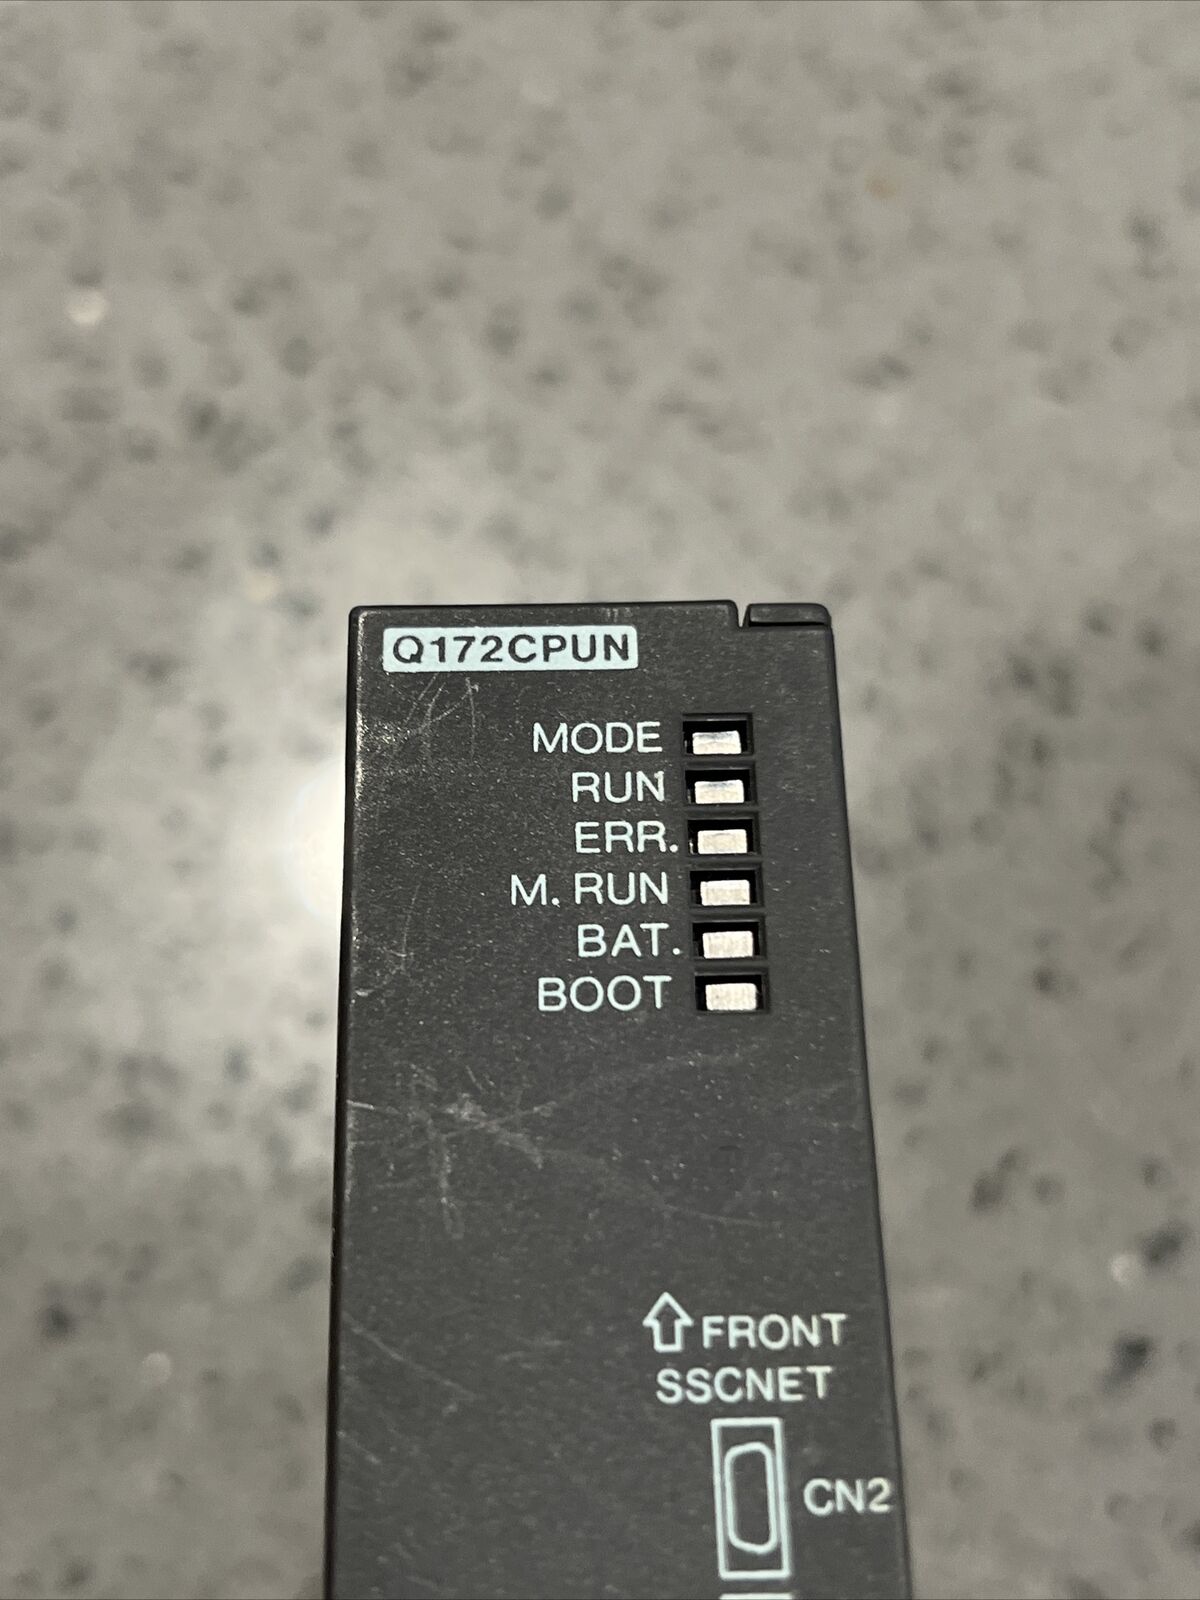 Q172CPUN
MODE
RUN
ERR.
M. RUN
BAT.
BOOT
FRONT
SSCNET
CN2